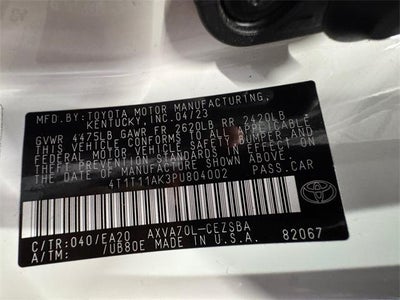 MFD.BY:TOYOTA MOTOR MANUFACTURING,
KENTUCKY, INC.04/23
GVWR 4475LB GAWR FR 2620LB RR 2420LB
THIS VEHICLE CONFORMS TO ALL APPLICABLE
FEDERAL MOTOR VEHICLE SAFETY, BUMPER AND
THEFT PREVENTION STANDARDS IN EFFECT ON
THE DATE OF MANUFACTURE SHOWN ABOVE.
4T1T11AK3PU804002 PASS.CAR
C/TR:040/EA20 AXVA70L-CEZSBA
A/TM: /UB80E MADE IN U.S.A. 82067